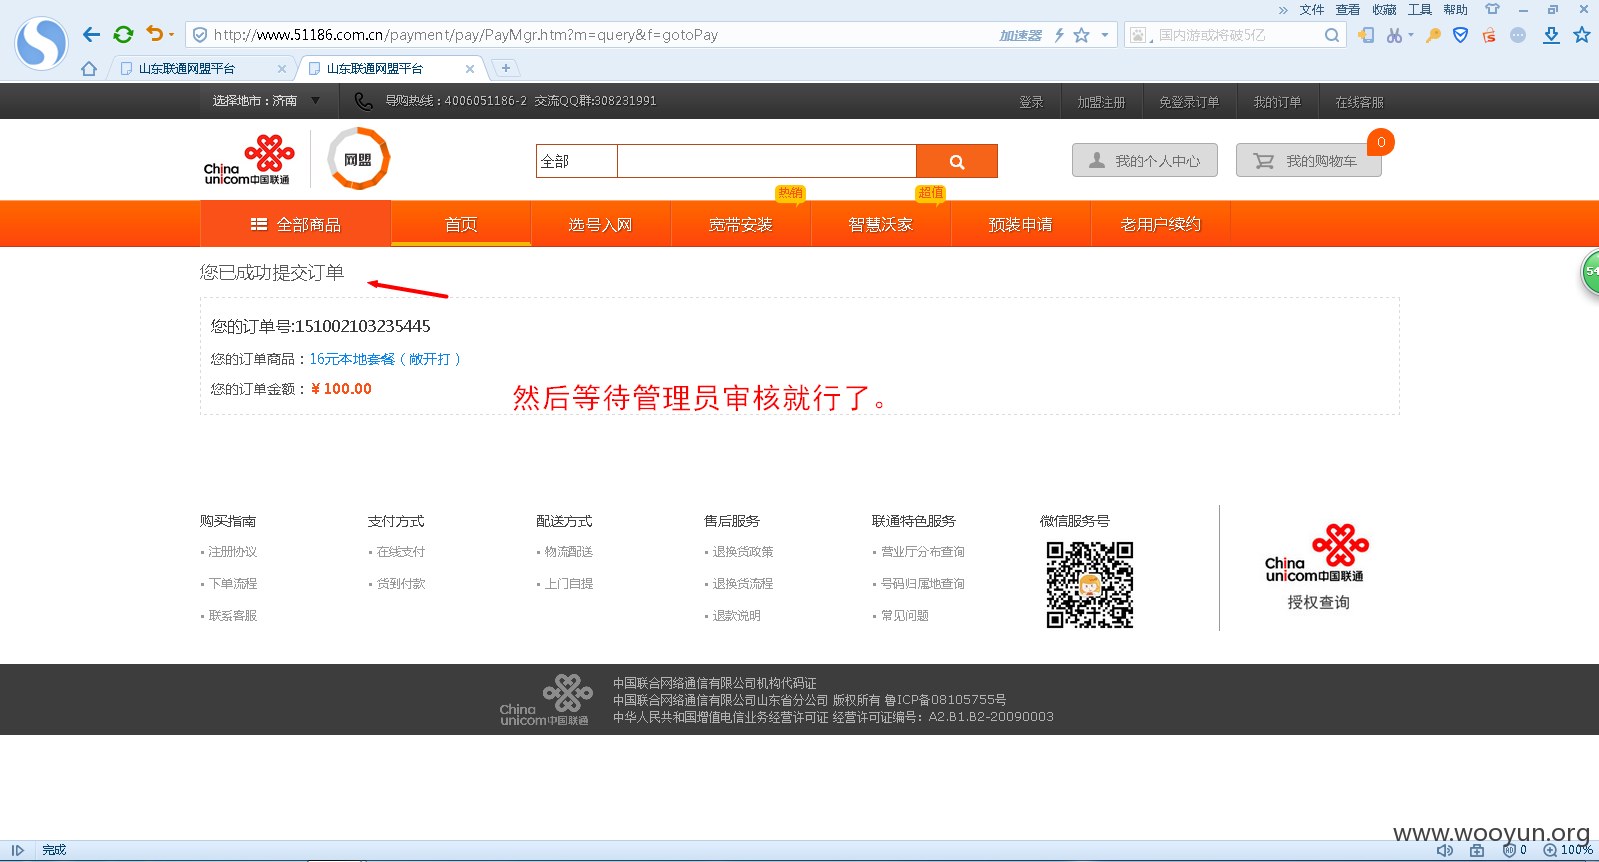 » 文件 查看 收藏 工具 帮助
http://www.51186.com.cn/payment/pay/PayMgr.htm?m=query&f=gotoPay 加速器 国内游或将破5亿
山东联通网盟平台 山东联通网盟平台
选择地市：济南 导购热线：4006051186-2 交流QQ群:308231991 登录 加盟注册 免登录订单 我的订单 在线客服
China unicom中国联通 网盟 全部 我的个人中心 我的购物车 0
热销 超值
全部商品 首页 选号入网 宽带安装 智慧沃家 预装申请 老用户续约
您已成功提交订单
54
您的订单号:151002103235445
您的订单商品：16元本地套餐（敞开打）
您的订单金额：¥ 100.00
然后等待管理员审核就行了。
购买指南 支付方式 配送方式 售后服务 联通特色服务 微信服务号
注册协议 在线支付 物流配送 退换货政策 营业厅分布查询
下单流程 货到付款 上门自提 退换货流程 号码归属地查询
联系客服 退款说明 常见问题
China unicom中国联通
授权查询
China unicom中国联通
中国联合网络通信有限公司机构代码证
中国联合网络通信有限公司山东省分公司 版权所有 鲁ICP备08105755号
中华人民共和国增值电信业务经营许可证 经营许可证编号：A2.B1.B2-20090003
www.wooyun.org
完成 0 100%